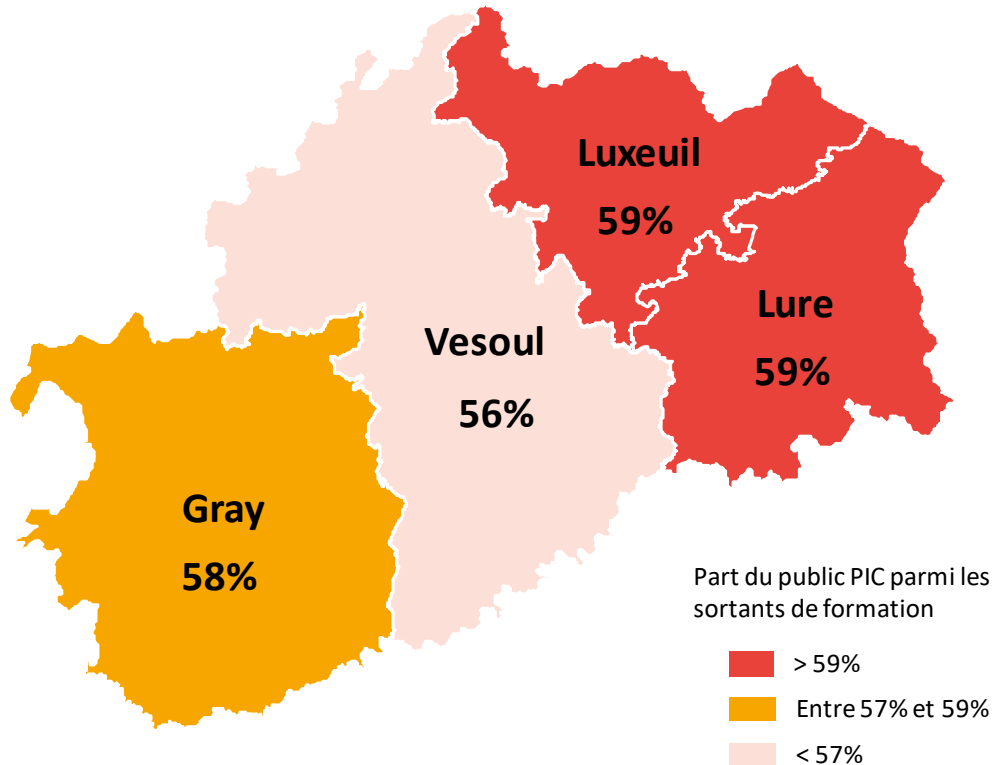 Luxeuil
59%
Lure
59%
Vesoul
56%
Gray
58%
Part du public PIC parmi les
sortants de formation
> 59%
Entre 57% et 59%
< 57%